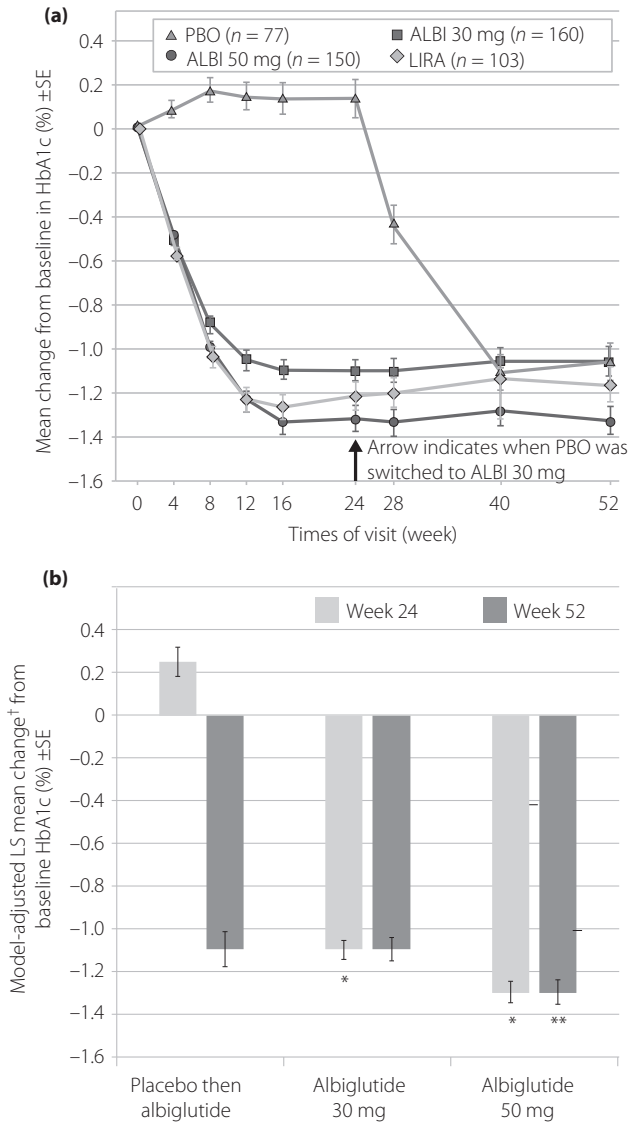 (a)
PBO (n = 77)
ALBI 30 mg (n = 160)
ALBI 50 mg (n = 150)
LIRA (n = 103)
Mean change from baseline in HbA1c (%) ±SE
0.4
0.2
0
−0.2
−0.4
−0.6
−0.8
−1.0
−1.2
−1.4
−1.6
Arrow indicates when PBO was
switched to ALBI 30 mg
0 4 8 12 16 24 28 40 52
Times of visit (week)
(b)
Week 24
Week 52
Model-adjusted LS mean change† from
baseline HbA1c (%) ±SE
0.4
0.2
0
−0.2
−0.4
−0.6
−0.8
−1.0
−1.2
−1.4
−1.6
*
* **
Placebo then
albiglutide
Albiglutide
30 mg
Albiglutide
50 mg